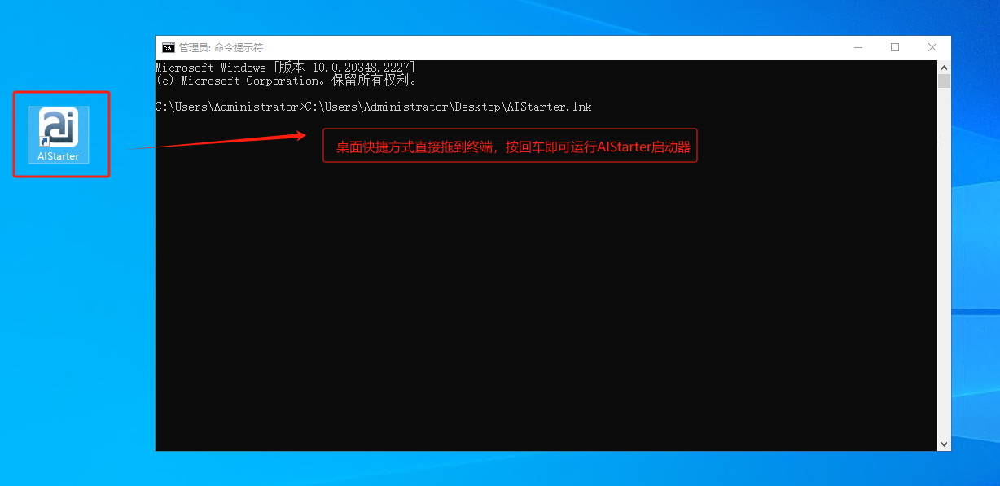 管理员: 命令提示符
Microsoft Windows [版本 10.0.20348.2227]
(c) Microsoft Corporation。保留所有权利。
C:\Users\Administrator>C:\Users\Administrator\Desktop\AIStarter.lnk
ai
AIStarter
桌面快捷方式直接拖到终端，按回车即可运行AIStarter启动器